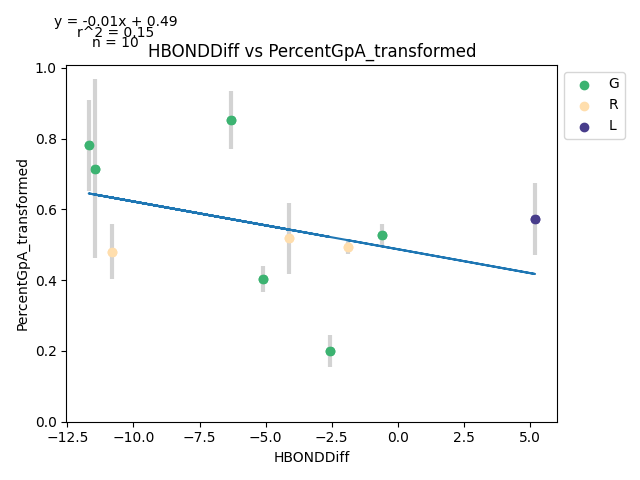 y = -0.01x + 0.49
r^2 = 0.15
n = 10
HBONDDiff vs PercentGpA_transformed
G
R
L
PercentGpA_transformed
1.0
0.8
0.6
0.4
0.2
0.0
−12.5 −10.0 −7.5 −5.0 −2.5 0.0 2.5 5.0
HBONDDiff